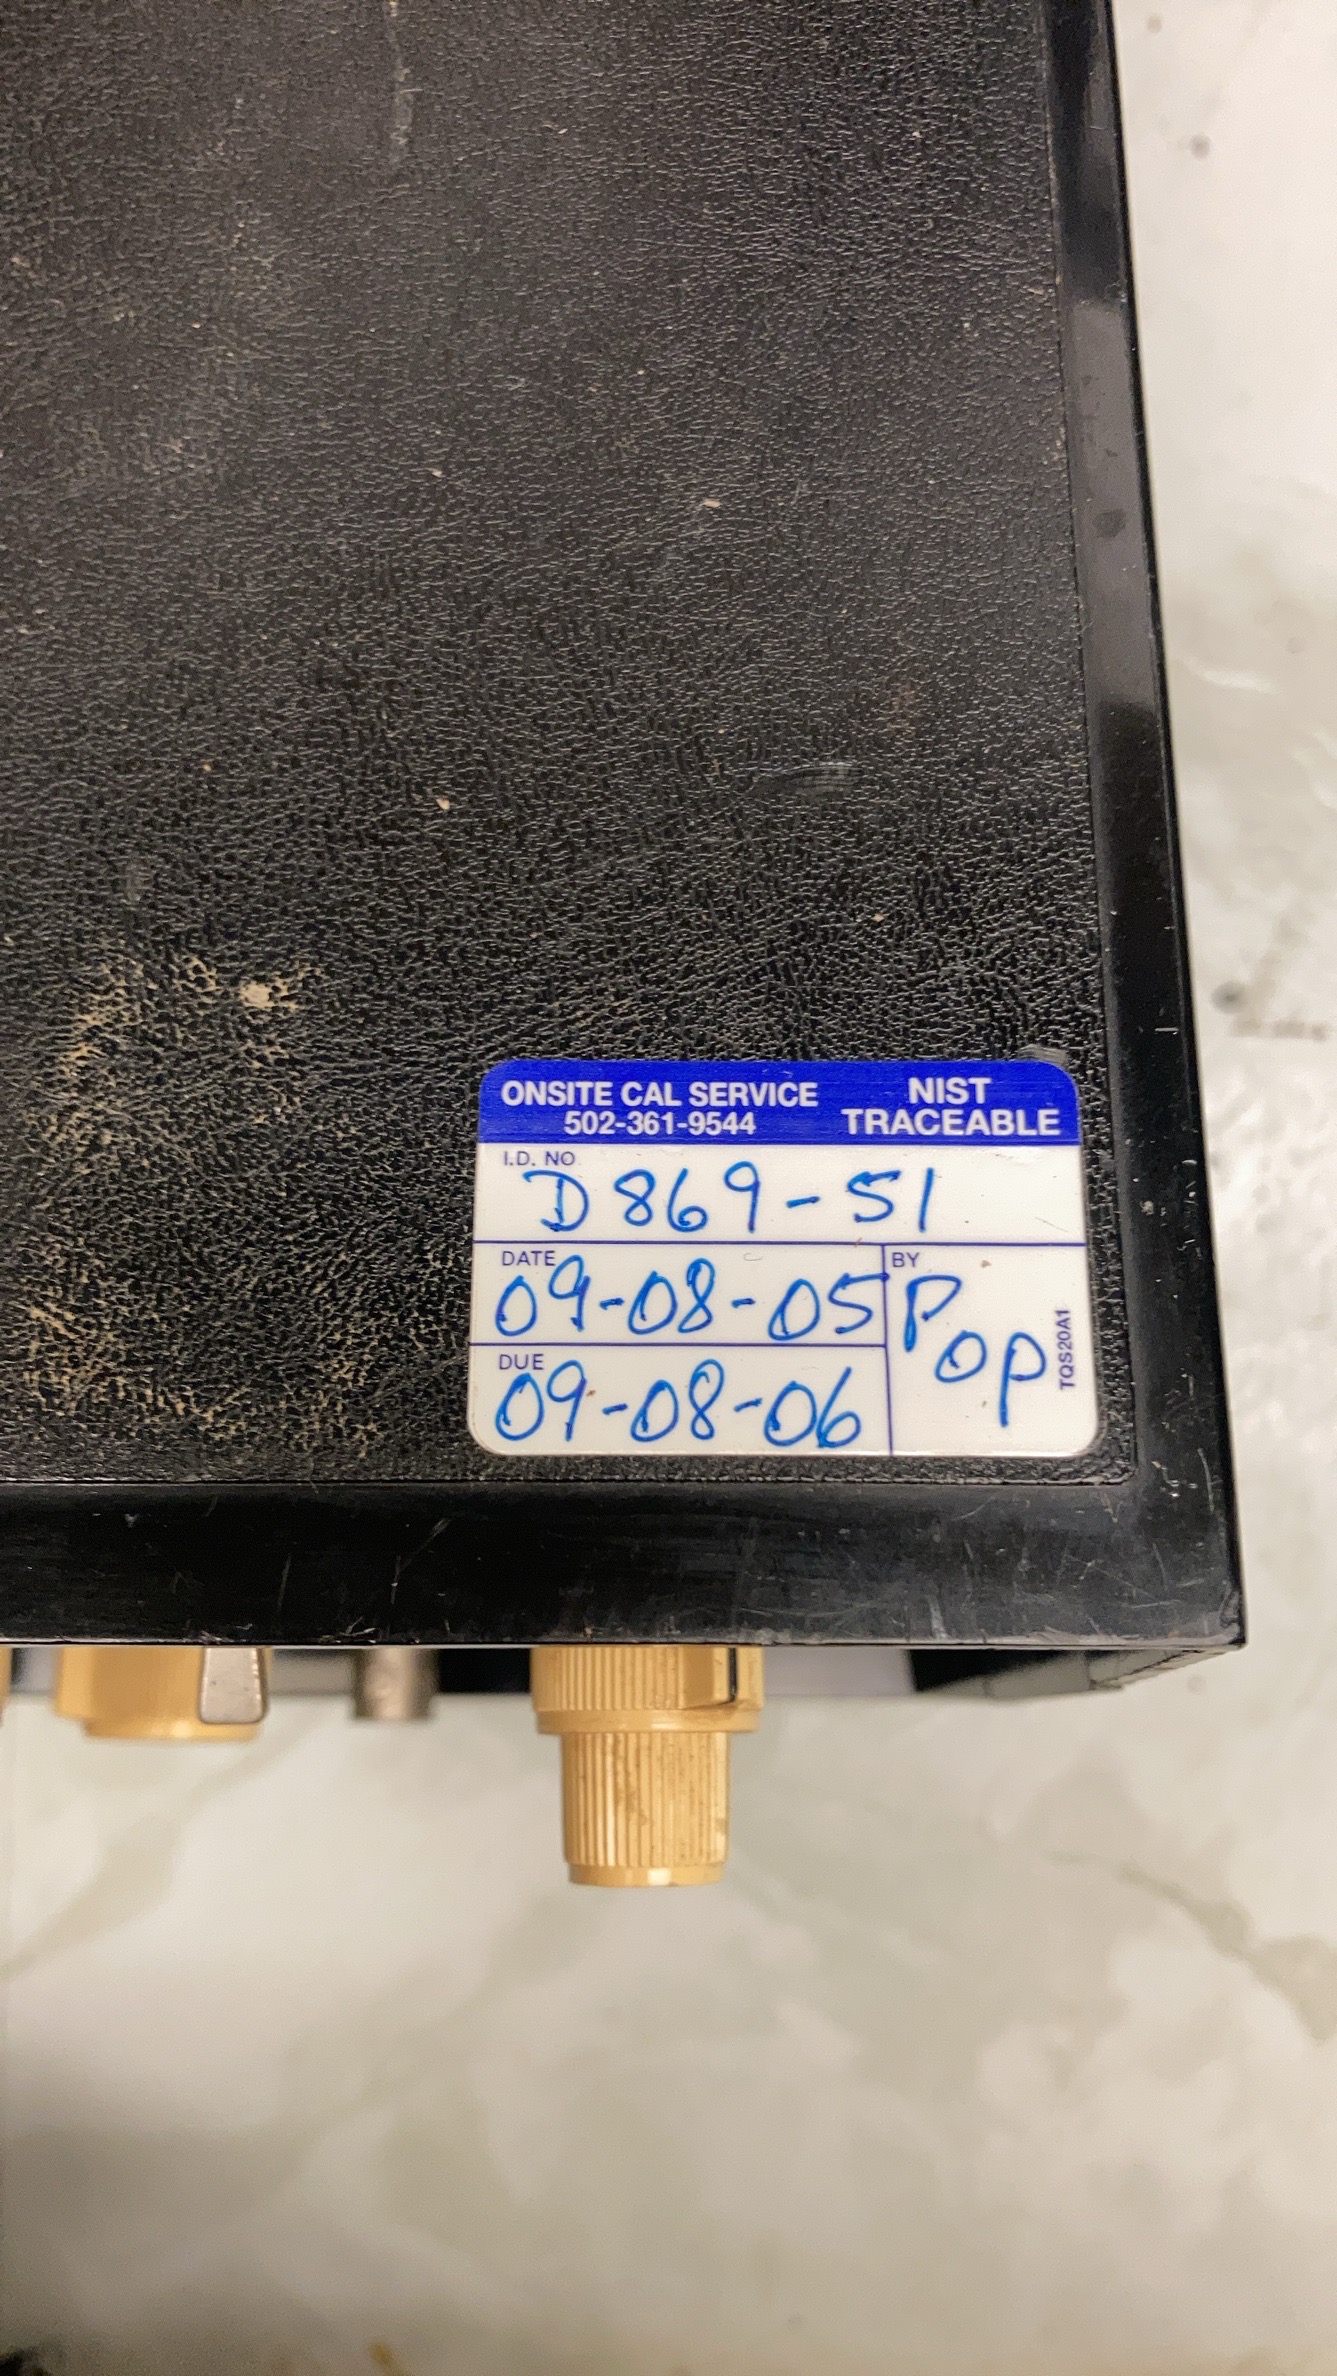 ONSITE CAL SERVICE
502-361-9544
NIST
TRACEABLE
I.D. NO.
D869-51
DATE
09-08-05
BY
Pop
DUE
09-08-06
TQS20A1